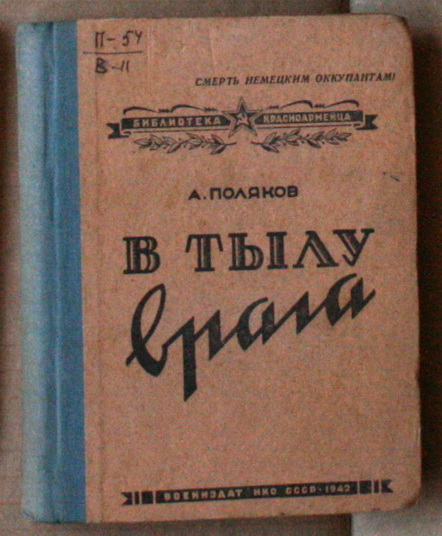 П-54
В-11
СМЕРТЬ НЕМЕЦКИМ ОККУПАНТАМ!
БИБЛИОТЕКА КРАСНОАРМЕЙЦА
А. ПОЛЯКОВ
В ТЫЛУ
врага
ВОЕНИЗДАТ НКО СССР - 1942